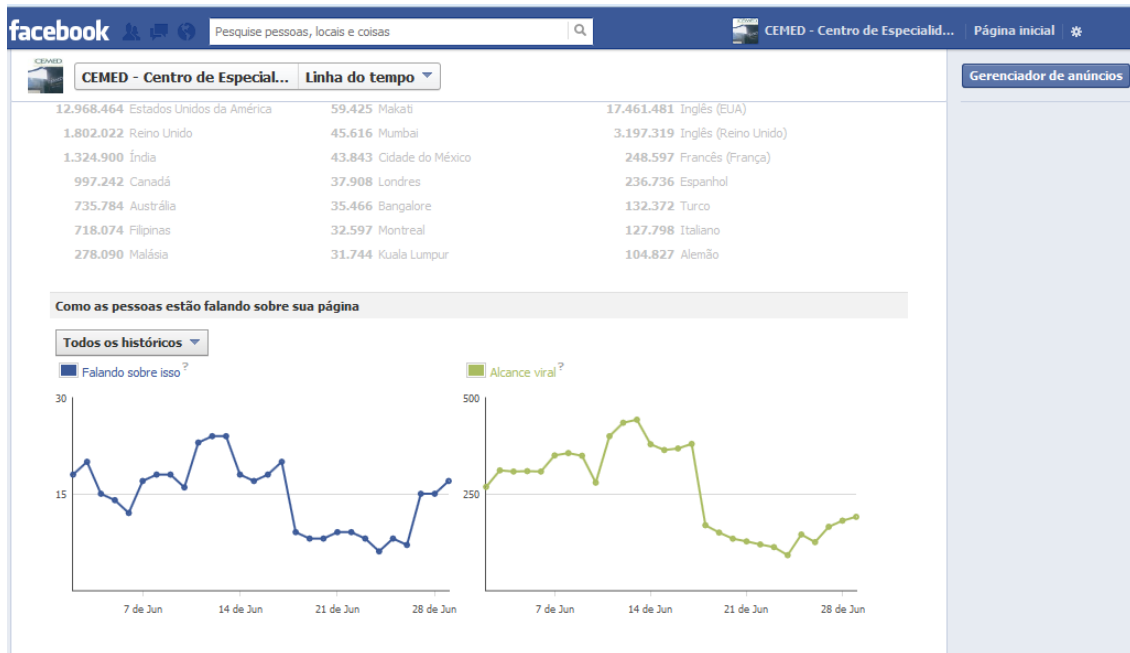 facebook Pesquise pessoas, locais e coisas CEMED - Centro de Especialid... Página inicial
CEMED
CEMED - Centro de Especial... Linha do tempo Gerenciador de anúncios
12.968.464 Estados Unidos da América 59.425 Makati 17.461.481 Inglês (EUA)
1.802.022 Reino Unido 45.616 Mumbai 3.197.319 Inglês (Reino Unido)
1.324.900 Índia 43.843 Cidade do México 248.597 Francês (França)
997.242 Canadá 37.908 Londres 236.736 Espanhol
735.784 Austrália 35.466 Bangalore 132.372 Turco
718.074 Filipinas 32.597 Montreal 127.798 Italiano
278.090 Malásia 31.744 Kuala Lumpur 104.827 Alemão
Como as pessoas estão falando sobre sua página
Todos os históricos
Falando sobre isso? Alcance viral?
30 500
15 250
7 de Jun 14 de Jun 21 de Jun 28 de Jun 7 de Jun 14 de Jun 21 de Jun 28 de Jun